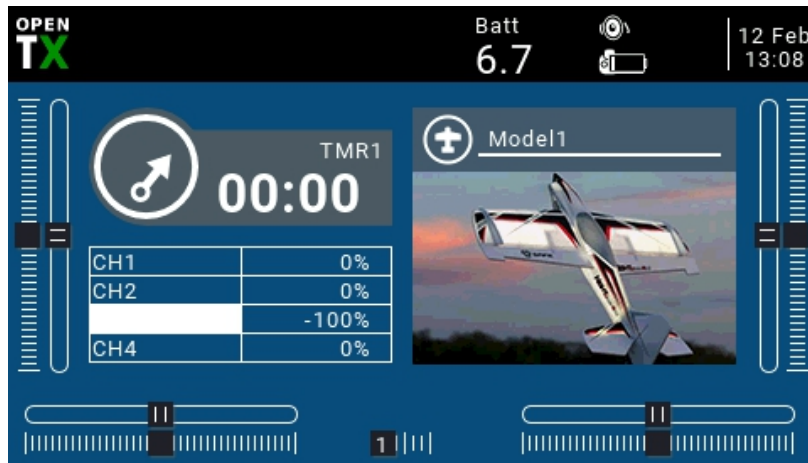 OPEN
TX
Batt
6.7
12 Feb
13:08
TMR1
00:00
Model1
CH1 0%
CH2 0%
-100%
CH4 0%
1